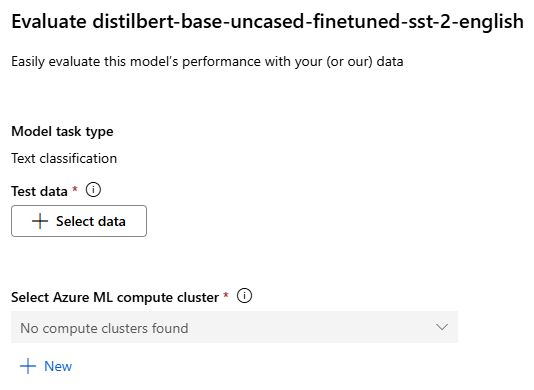 Evaluate distilbert-base-uncased-finetuned-sst-2-english
Easily evaluate this model’s performance with your (or our) data
Model task type
Text classification
Test data *
Select data
Select Azure ML compute cluster *
No compute clusters found
New